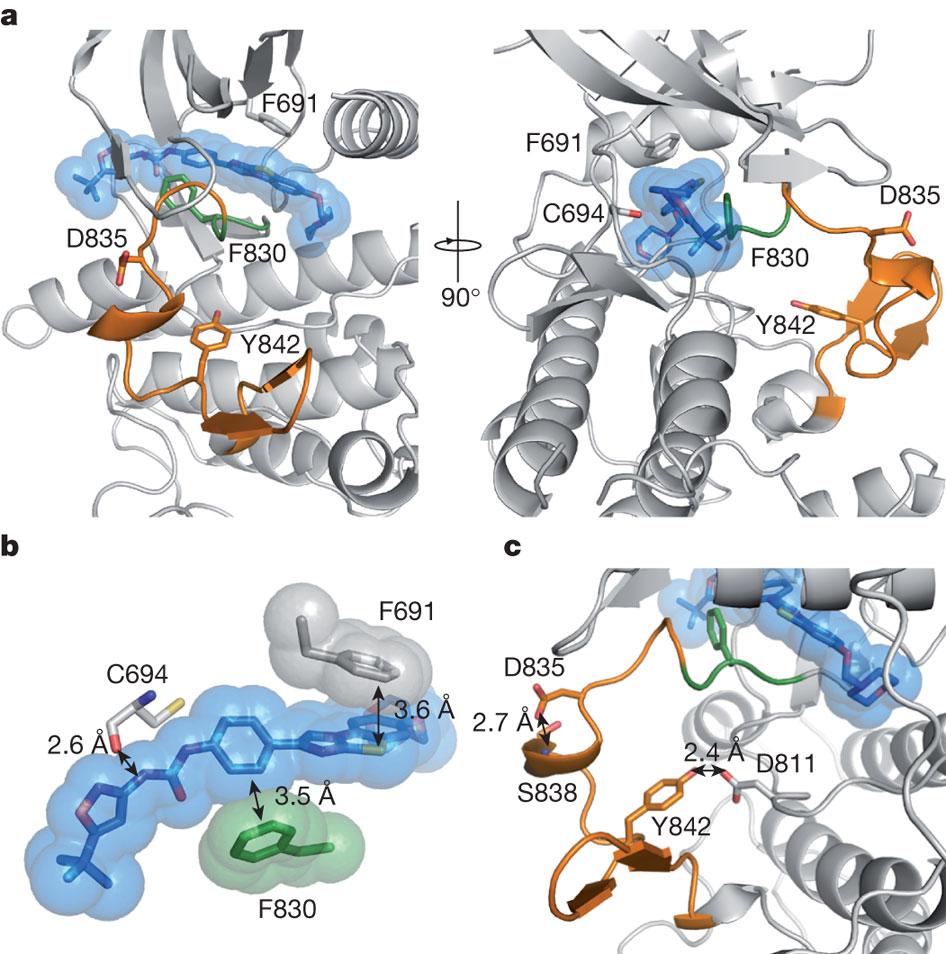 a
F691
D835
F830
Y842
90°
F691
C694
D835
F830
Y842
b
F691
C694
3.6 Å
2.6 Å
3.5 Å
F830
c
D835
2.7 Å
2.4 Å
D811
S838
Y842